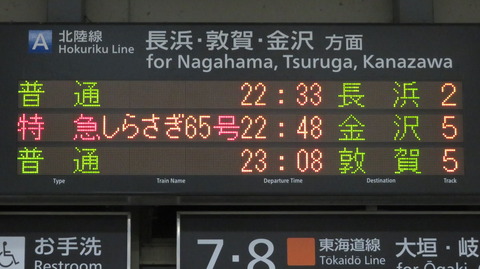 A 北陸線 長浜・敦賀・金沢 方面
Hokuriku Line for Nagahama, Tsuruga, Kanazawa
普通 22:33 長浜 2
特急 しらさぎ65号 22:48 金沢 5
普通 23:08 敦賀 5
Type Train Name Departure Time Destination Track
お手洗 7・8 東海道線 大垣・岐
Restroom Tōkaidō Line for Ōgaki